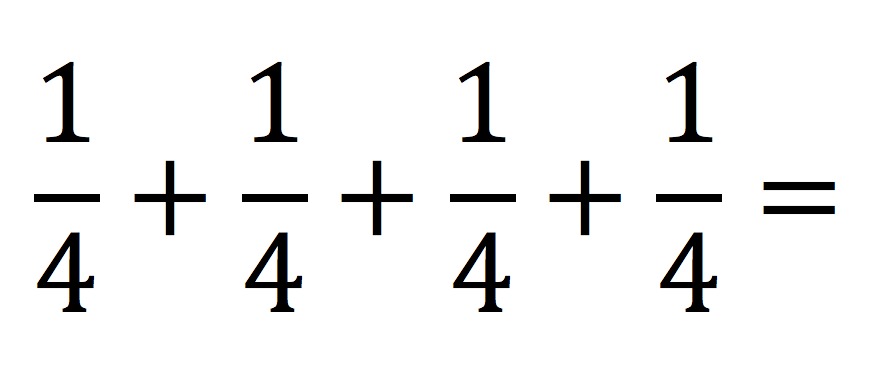 1/4 + 1/4 + 1/4 + 1/4 =